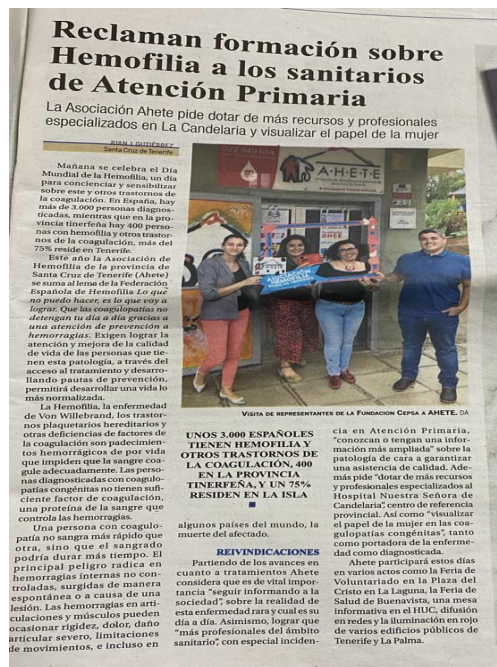 Reclaman formación sobre
Hemofilia a los sanitarios
de Atención Primaria
La Asociación Ahete pide dotar de más recursos y profesionales
especializados en La Candelaria y visualizar el papel de la mujer
JUAN J. GUTIÉRREZ
Santa Cruz de Tenerife
Mañana se celebra el Día
Mundial de la Hemofilia, un día
para concienciar y sensibilizar
sobre este y otros trastornos de
la coagulación. En España, hay
más de 3.000 personas diagnos-
ticadas, mientras que en la pro-
vincia tinerfeña hay 400 perso-
nas con hemofilia y otros trastor-
nos de la coagulación, más del
75% reside en Tenerife.
Este año la Asociación de
Hemofilia de la provincia de
Santa Cruz de Tenerife (Ahete)
se suma al lema de la Federación
Española de Hemofilia Lo que
no puedo hacer, es lo que voy a
lograr. Que las coagulopatías no
detengan tu día a día gracias a
una atención de prevención a
hemorragias. Exigen lograr la
atención y mejora de la calidad
de vida de las personas que tie-
nen esta patología, a través del
acceso al tratamiento y desarro-
llando pautas de prevención,
permitirá desarrollar una vida lo
más normalizada.
La Hemofilia, la enfermedad
de Von Willebrand, los trastor-
nos plaquetarios hereditarios y
otras deficiencias de factores de
la coagulación son padecimien-
tos hemorrágicos de por vida
que impiden que la sangre coa-
gule adecuadamente. Las perso-
nas diagnosticadas con coagulo-
patías congénitas no tienen sufi-
ciente factor de coagulación,
una proteína de la sangre que
controla las hemorragias.
Una persona con coagulo-
patía no sangra más rápido que
otra, sino que el sangrado
podría durar más tiempo. El
principal peligro radica en
hemorragias internas no con-
troladas, surgidas de manera
espontánea o a causa de una
lesión. Las hemorragias en arti-
culaciones y músculos pueden
ocasionar rigidez, dolor, daño
articular severo, limitaciones
de movimientos, e incluso en
922 649 654
A·H·E·T·E
ASOCIACIÓN
HEMOFILIA
VISITA DE REPRESENTANTES DE LA FUNDACION CEPSA A AHETE. DA
UNOS 3.000 ESPAÑOLES
TIENEN HEMOFILIA Y
OTROS TRASTORNOS DE
LA COAGULACIÓN, 400
EN LA PROVINCIA
TINERFEÑA, Y UN 75%
RESIDEN EN LA ISLA
algunos países del mundo, la
muerte del afectado.
REIVINDICACIONES
Partiendo de los avances en
cuanto a tratamientos Ahete
considera que es de vital impor-
tancia "seguir informando a la
sociedad", sobre la realidad de
esta enfermedad rara y cual es su
día a día. Asimismo, lograr que
"más profesionales del ámbito
sanitario", con especial inciden-
cia en Atención Primaria,
"conozcan o tengan una infor-
mación más ampliada" sobre la
patología de cara a garantizar
una asistencia de calidad. Ade-
más pide "dotar de más recursos
y profesionales especializados al
Hospital Nuestra Señora de
Candelaria", centro de referencia
provincial. Así como "visualizar
el papel de la mujer en las coa-
gulopatías congénitas", tanto
como portadora de la enfermedad
como diagnosticada.
Ahete participará estos días
en varios actos como la Feria de
Voluntariado en la Plaza del
Cristo en La Laguna, la Feria de
Salud de Buenavista, una mesa
informativa en el HUC, difusión
en redes y la iluminación en rojo
de varios edificios públicos de
Tenerife y La Palma.